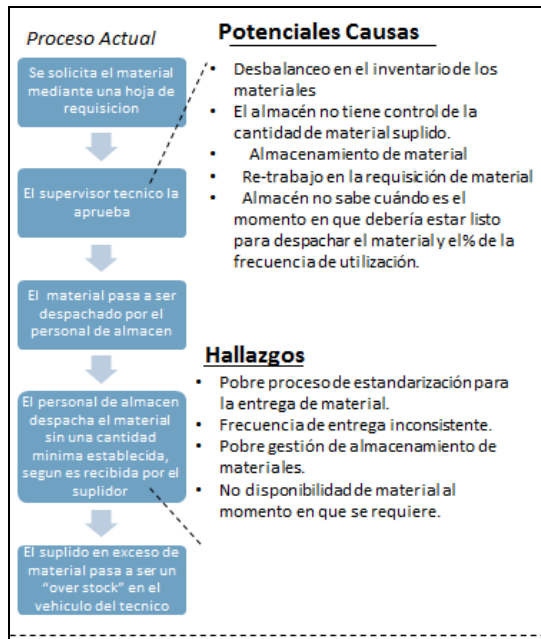 Proceso Actual
Se solicita el material
mediante una hoja de
requisicion
El supervisor tecnico la
aprueba
El material pasa a ser
despachado por el
personal de almacen
El personal de almacen
despacha el material
sin una cantidad
minima establecida,
segun es recibida por el
suplidor
El suplido en exceso de
material pasa a ser un
"over stock" en el
vehiculo del tecnico
Potenciales Causas
• Desbalanceo en el inventario de los
materiales
• El almacén no tiene control de la
cantidad de material suplido.
• Almacenamiento de material
• Re-trabajo en la requisición de material
• Almacén no sabe cuándo es el
momento en que debería estar listo
para despachar el material y el% de la
frecuencia de utilización.
Hallazgos
• Pobre proceso de estandarización para
la entrega de material.
• Frecuencia de entrega inconsistente.
• Pobre gestión de almacenamiento de
materiales.
• No disponibilidad de material al
momento en que se requiere.